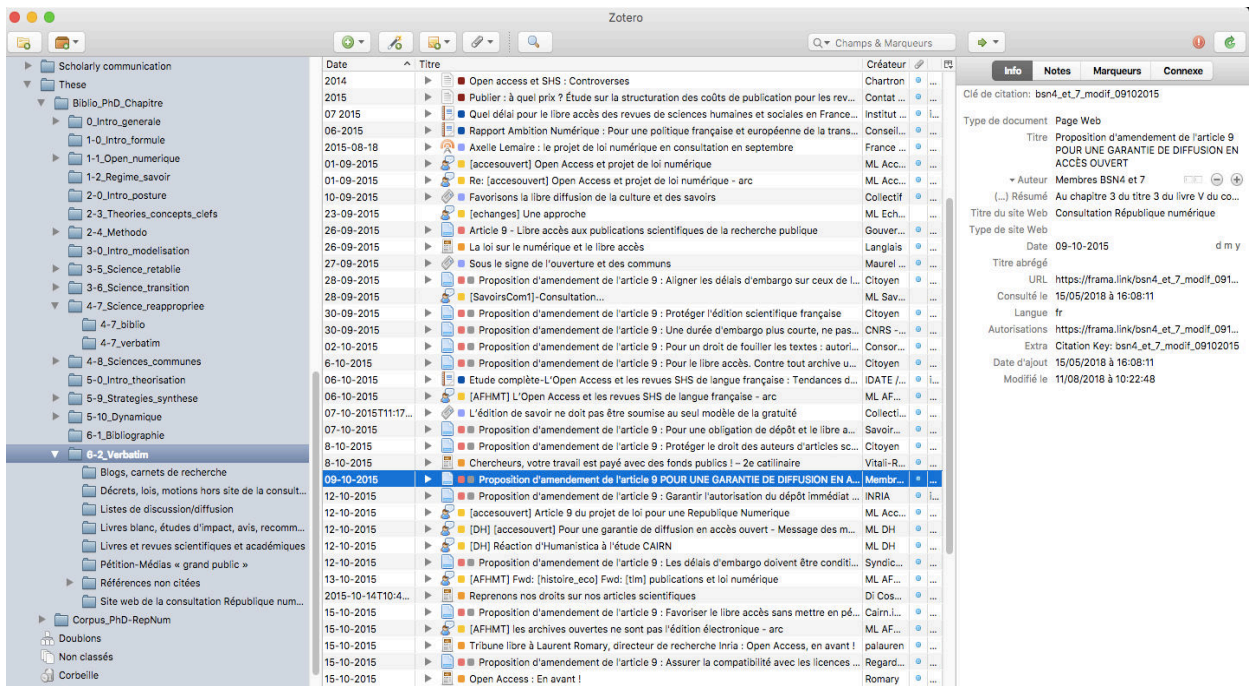 Zotero
Champs & Marqueurs
Scholarly communication
These
Biblio_PhD_Chapitre
0_Intro_generale
1-0_Intro_formule
1-1_Open_numerique
1-2_Regime_savoir
2-0_Intro_posture
2-3_Theories_concepts_clefs
2-4_Methodo
3-0_Intro_modelisation
3-5_Science_retablie
3-6_Science_transition
4-7_Science_reappropriee
4-7_biblio
4-7_verbatim
4-8_Sciences_communes
5-0_Intro_theorisation
5-9_Strategies_synthese
5-10_Dynamique
6-1_Bibliographie
6-2_Verbatim
Blogs, carnets de recherche
Décrets, lois, motions hors site de la consult...
Listes de discussion/diffusion
Livres blanc, études d'impact, avis, recomm...
Livres et revues scientifiques et académiques
Pétition-Médias « grand public »
Références non citées
Site web de la consultation République num...
Corpus_PhD-RepNum
Doublons
Non classés
Corbeille
Date Titre Créateur
2014 Open access et SHS : Controverses Chartron ...
2015 Publier : à quel prix ? Étude sur la structuration des coûts de publication pour les rev... Contat ... ...
07 2015 Quel délai pour le libre accès des revues de sciences humaines et sociales en France... Institut ... i...
06-2015 Rapport Ambition Numérique : Pour une politique française et européenne de la trans... Conseil... ...
2015-08-18 Axelle Lemaire : le projet de loi numérique en consultation en septembre France ... ...
01-09-2015 [accesouvert] Open Access et projet de loi numérique ML Acc... ...
01-09-2015 Re: [accesouvert] Open Access et projet de loi numérique - arc ML Acc... ...
10-09-2015 Favorisons la libre diffusion de la culture et des savoirs Collectif ...
23-09-2015 [echanges] Une approche ML Ech... ...
26-09-2015 Article 9 - Libre accès aux publications scientifiques de la recherche publique Gouver... ...
26-09-2015 La loi sur le numérique et le libre accès Langlais ...
27-09-2015 Sous le signe de l'ouverture et des communs Maurel ... ...
28-09-2015 Proposition d'amendement de l'article 9 : Aligner les délais d'embargo sur ceux de l... Citoyen ...
28-09-2015 [SavoirsCom1]-Consultation... ML Sav... ...
30-09-2015 Proposition d'amendement de l'article 9 : Protéger l'édition scientifique française Citoyen ...
30-09-2015 Proposition d'amendement de l'article 9 : Une durée d'embargo plus courte, ne pas... CNRS -... ...
02-10-2015 Proposition d'amendement de l'article 9 : Pour un droit de fouiller les textes : autori... Consor... ...
6-10-2015 Proposition d'amendement de l'article 9 : Pour le libre accès. Contre tout archive u... Citoyen ...
06-10-2015 Etude complète-L'Open Access et les revues SHS de langue française : Tendances d... IDATE /... i...
06-10-2015 [AFHMT] L'Open Access et les revues SHS de langue française - arc ML AF... ...
07-10-2015T11:17... L'édition de savoir ne doit pas être soumise au seul modèle de la gratuité Collecti... ...
07-10-2015 Proposition d'amendement de l'article 9 : Pour une obligation de dépôt et le libre a... Savoir... ...
8-10-2015 Proposition d'amendement de l'article 9 : Protéger le droit des auteurs d'articles sc... Citoyen ...
8-10-2015 Chercheurs, votre travail est payé avec des fonds publics ! – 2e catilinaire Vitali-R... ...
09-10-2015 Proposition d'amendement de l'article 9 POUR UNE GARANTIE DE DIFFUSION EN A... Membr... ...
12-10-2015 Proposition d'amendement de l'article 9 : Garantir l'autorisation du dépôt immédiat ... INRIA i...
12-10-2015 [accesouvert] Article 9 du projet de loi pour une Republique Numerique ML Acc... ...
12-10-2015 [DH] [accesouvert] Pour une garantie de diffusion en accès ouvert - Message des m... ML DH ...
12-10-2015 [DH] Réaction d'Humanistica à l'étude CAIRN ML DH ...
12-10-2015 Proposition d'amendement de l'article 9 : Les délais d'embargo doivent être conditi... Syndic... ...
13-10-2015 [AFHMT] Fwd: [histoire_eco] Fwd: [tlm] publications et loi numérique ML AF... ...
2015-10-14T10:4... Reprenons nos droits sur nos articles scientifiques Di Cos... ...
15-10-2015 Proposition d'amendement de l'article 9 : Favoriser le libre accès sans mettre en pé... Cairn.i... ...
15-10-2015 [AFHMT] les archives ouvertes ne sont pas l'édition électronique - arc ML AF... ...
15-10-2015 Tribune libre à Laurent Romary, directeur de recherche Inria : Open Access, en avant ! palauren ...
15-10-2015 Proposition d'amendement de l'article 9 : Assurer la compatibilité avec les licences ... Regard... ...
15-10-2015 Open Access : En avant ! Romary ...
Info Notes Marqueurs Connexe
Clé de citation: bsn4_et_7_modif_09102015
Type de document Page Web
Titre Proposition d'amendement de l'article 9
POUR UNE GARANTIE DE DIFFUSION EN
ACCÈS OUVERT
Auteur Membres BSN4 et 7
(...) Résumé Au chapitre 3 du titre 3 du livre V du co...
Titre du site Web Consultation République numérique
Type de site Web
Date 09-10-2015 d m y
Titre abrégé
URL https://frama.link/bsn4_et_7_modif_091...
Consulté le 15/05/2018 à 16:08:11
Langue fr
Autorisations https://frama.link/bsn4_et_7_modif_091...
Extra Citation Key: bsn4_et_7_modif_09102015
Date d'ajout 15/05/2018 à 16:08:11
Modifié le 11/08/2018 à 10:22:48